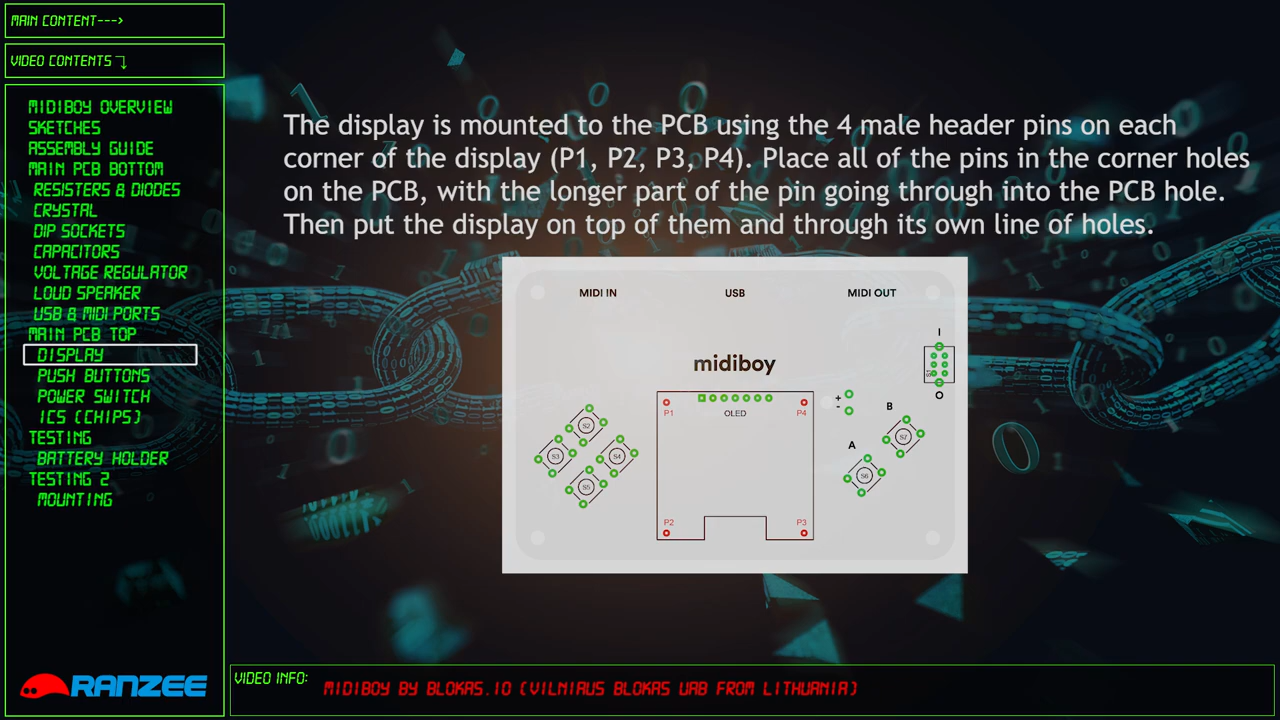 MAIN CONTENT--->
VIDEO CONTENTS
MIDIBOY OVERVIEW
SKETCHES
ASSEMBLY GUIDE
MAIN PCB BOTTOM
RESISTERS & DIODES
CRYSTAL
DIP SOCKETS
CAPACITORS
VOLTAGE REGULATOR
LOUD SPEAKER
USB & MIDI PORTS
MAIN PCB TOP
DISPLAY
PUSH BUTTONS
POWER SWITCH
ICS (CHIPS)
TESTING
BATTERY HOLDER
TESTING 2
MOUNTING
RANZEE
The display is mounted to the PCB using the 4 male header pins on each
corner of the display (P1, P2, P3, P4). Place all of the pins in the corner holes
on the PCB, with the longer part of the pin going through into the PCB hole.
Then put the display on top of them and through its own line of holes.
MIDI IN USB MIDI OUT
I
midiboy
O
P1 OLED P4
+
-
B
A
S2
S3 S4
S5
S7
S6
P2 P3
VIDEO INFO:
MIDIBOY BY BLOKAS.IO (VILNIAUS BLOKAS UAB FROM LITHUANIA)